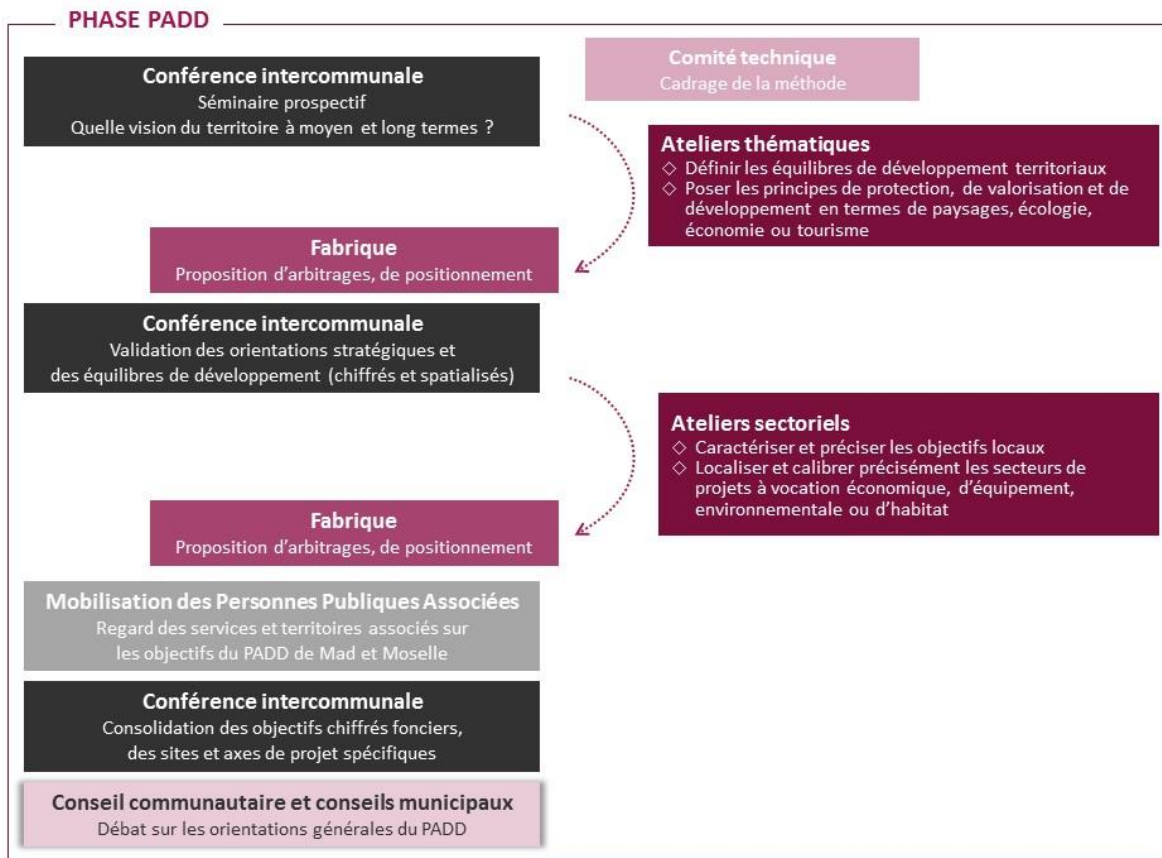 PHASE PADD
Conférence intercommunale
Séminaire prospectif
Quelle vision du territoire à moyen et long termes ?
Comité technique
Cadrage de la méthode
Ateliers thématiques
◇ Définir les équilibres de développement territoriaux
◇ Poser les principes de protection, de valorisation et de
développement en termes de paysages, écologie,
économie ou tourisme
Fabrique
Proposition d'arbitrages, de positionnement
Conférence intercommunale
Validation des orientations stratégiques et
des équilibres de développement (chiffrés et spatialisés)
Ateliers sectoriels
◇ Caractériser et préciser les objectifs locaux
◇ Localiser et calibrer précisément les secteurs de
projets à vocation économique, d'équipement,
environnementale ou d'habitat
Fabrique
Proposition d'arbitrages, de positionnement
Mobilisation des Personnes Publiques Associées
Regard des services et territoires associés sur
les objectifs du PADD de Mad et Moselle
Conférence intercommunale
Consolidation des objectifs chiffrés fonciers,
des sites et axes de projet spécifiques
Conseil communautaire et conseils municipaux
Débat sur les orientations générales du PADD